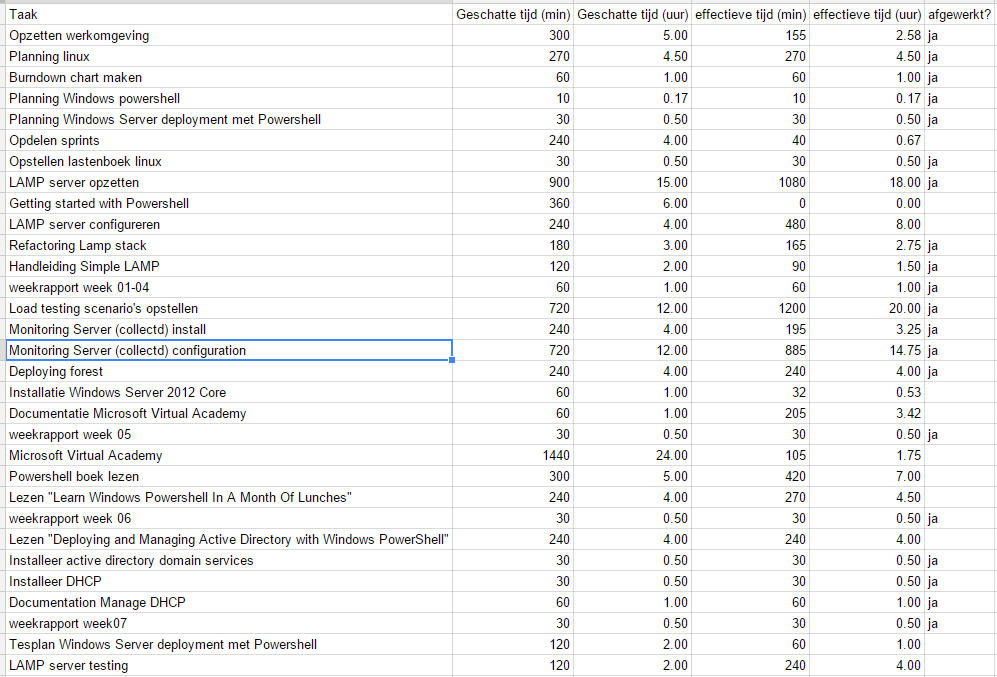 Taak Geschatte tijd (min) Geschatte tijd (uur) effectieve tijd (min) effectieve tijd (uur) afgewerkt?
Opzetten werkomgeving 300 5.00 155 2.58 ja
Planning linux 270 4.50 270 4.50 ja
Burndown chart maken 60 1.00 60 1.00 ja
Planning Windows powershell 10 0.17 10 0.17 ja
Planning Windows Server deployment met Powershell 30 0.50 30 0.50 ja
Opdelen sprints 240 4.00 40 0.67
Opstellen lastenboek linux 30 0.50 30 0.50 ja
LAMP server opzetten 900 15.00 1080 18.00 ja
Getting started with Powershell 360 6.00 0 0.00
LAMP server configureren 240 4.00 480 8.00
Refactoring Lamp stack 180 3.00 165 2.75 ja
Handleiding Simple LAMP 120 2.00 90 1.50 ja
weekrapport week 01-04 60 1.00 60 1.00 ja
Load testing scenario's opstellen 720 12.00 1200 20.00 ja
Monitoring Server (collectd) install 240 4.00 195 3.25 ja
Monitoring Server (collectd) configuration 720 12.00 885 14.75 ja
Deploying forest 240 4.00 240 4.00 ja
Installatie Windows Server 2012 Core 60 1.00 32 0.53
Documentatie Microsoft Virtual Academy 60 1.00 205 3.42
weekrapport week 05 30 0.50 30 0.50 ja
Microsoft Virtual Academy 1440 24.00 105 1.75
Powershell boek lezen 300 5.00 420 7.00
Lezen "Learn Windows Powershell In A Month Of Lunches" 240 4.00 270 4.50
weekrapport week 06 30 0.50 30 0.50 ja
Lezen "Deploying and Managing Active Directory with Windows PowerShell" 240 4.00 240 4.00
Installeer active directory domain services 30 0.50 30 0.50 ja
Installeer DHCP 30 0.50 30 0.50 ja
Documentation Manage DHCP 60 1.00 60 1.00 ja
weekrapport week07 30 0.50 30 0.50 ja
Tesplan Windows Server deployment met Powershell 120 2.00 60 1.00
LAMP server testing 120 2.00 240 4.00